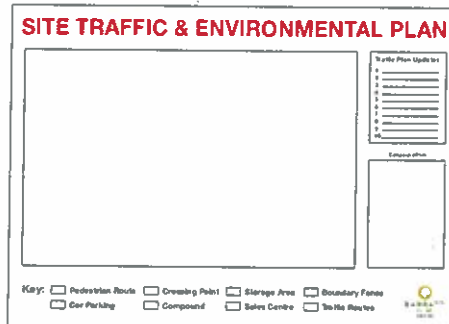 SITE TRAFFIC & ENVIRONMENTAL PLAN
Traffic Plan Updates
1
2
3
4
5
6
7
8
9
10
Key: Pedestrian Route Crossing Point Storage Area Boundary Fence
Car Parking Compound Sales Centre Traffic Routes